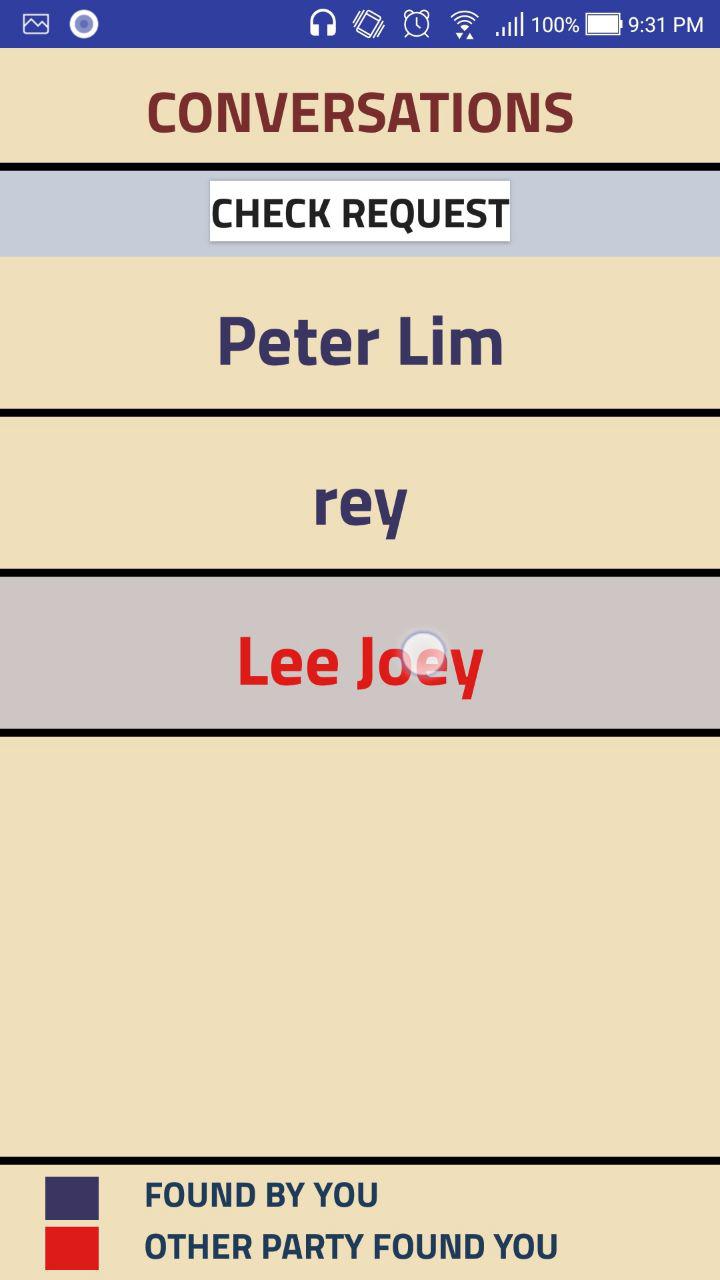 100% 9:31 PM
CONVERSATIONS
CHECK REQUEST
Peter Lim
rey
Lee Joey
FOUND BY YOU
OTHER PARTY FOUND YOU